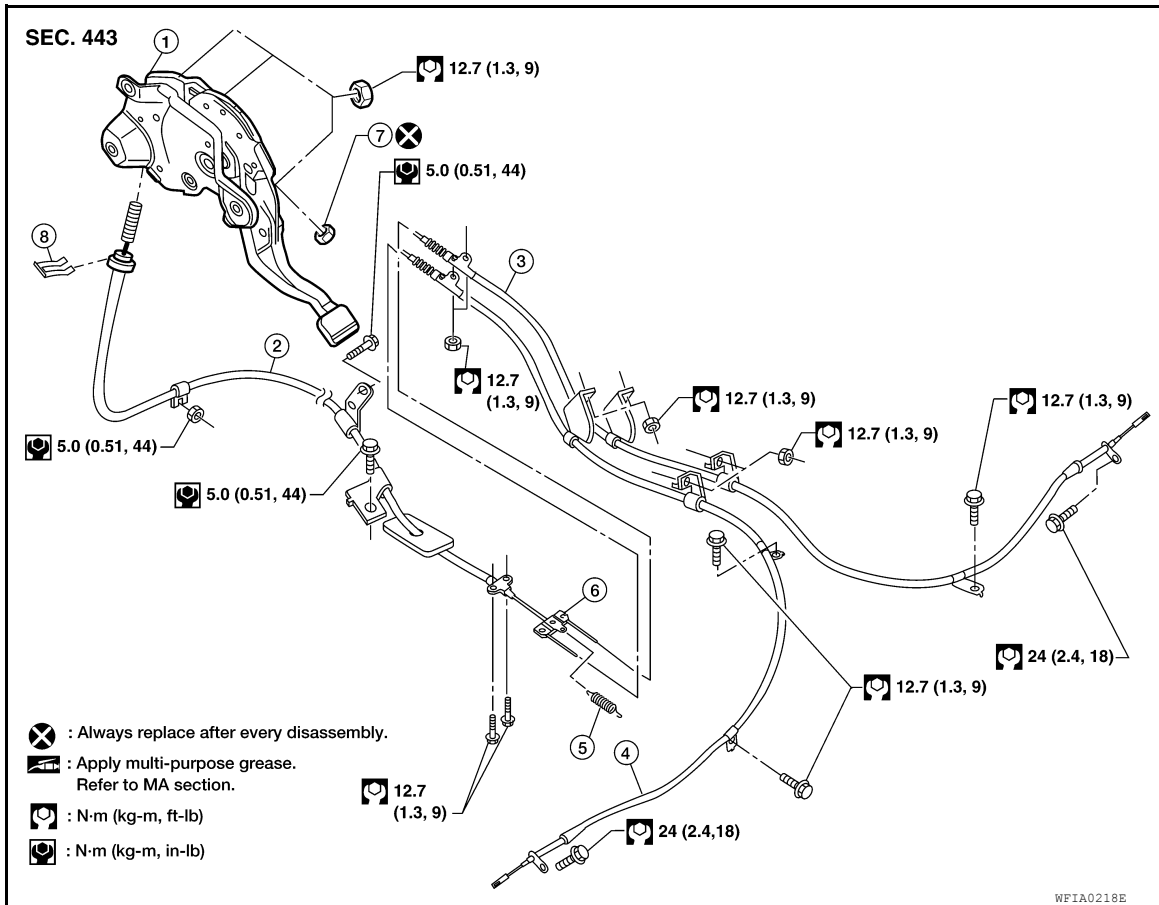 SEC. 443
1
12.7 (1.3, 9)
7
5.0 (0.51, 44)
8
3
2
12.7
(1.3, 9)
12.7 (1.3, 9)
12.7 (1.3, 9)
12.7 (1.3, 9)
5.0 (0.51, 44)
5.0 (0.51, 44)
6
24 (2.4, 18)
12.7 (1.3, 9)
5
4
: Always replace after every disassembly.
: Apply multi-purpose grease.
Refer to MA section.
: N·m (kg-m, ft-lb)
: N·m (kg-m, in-lb)
12.7
(1.3, 9)
24 (2.4,18)
WFIA0218E